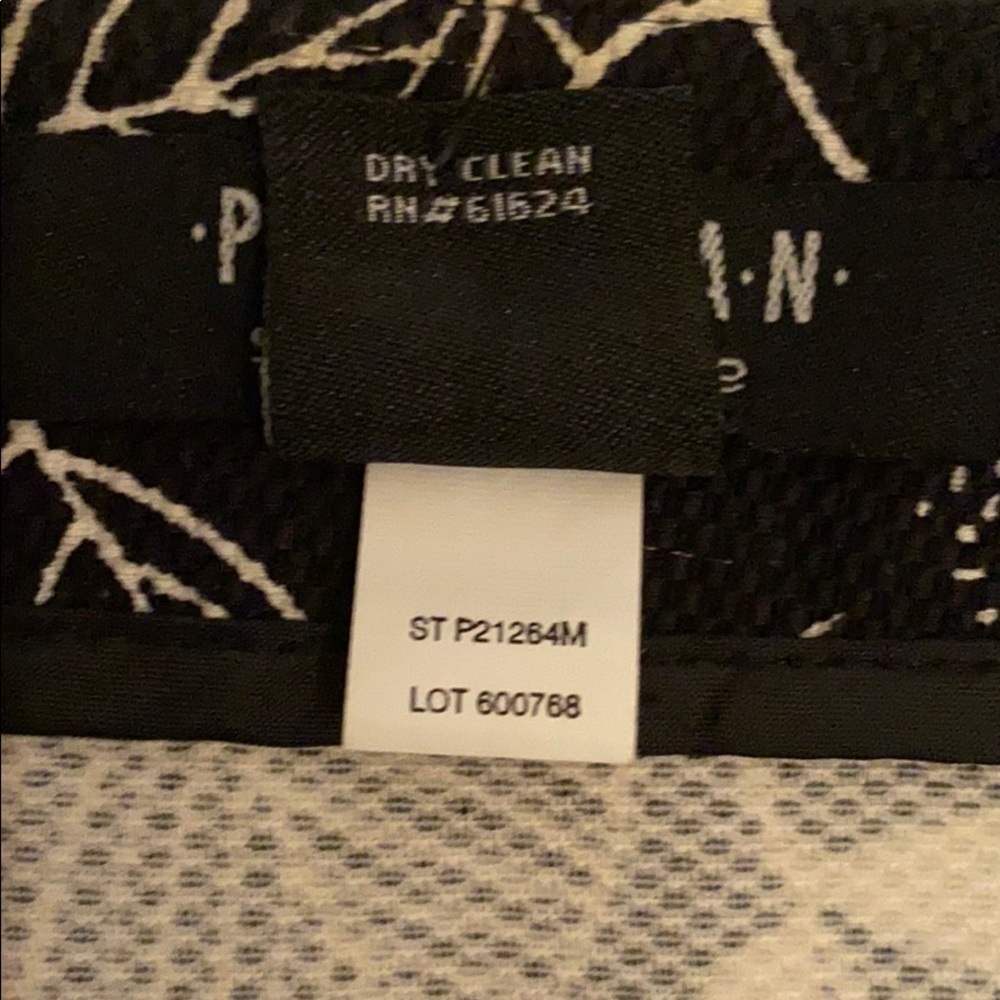 DRY CLEAN
RN#61624
·P
·N·
e
ST P21264M
LOT 600768